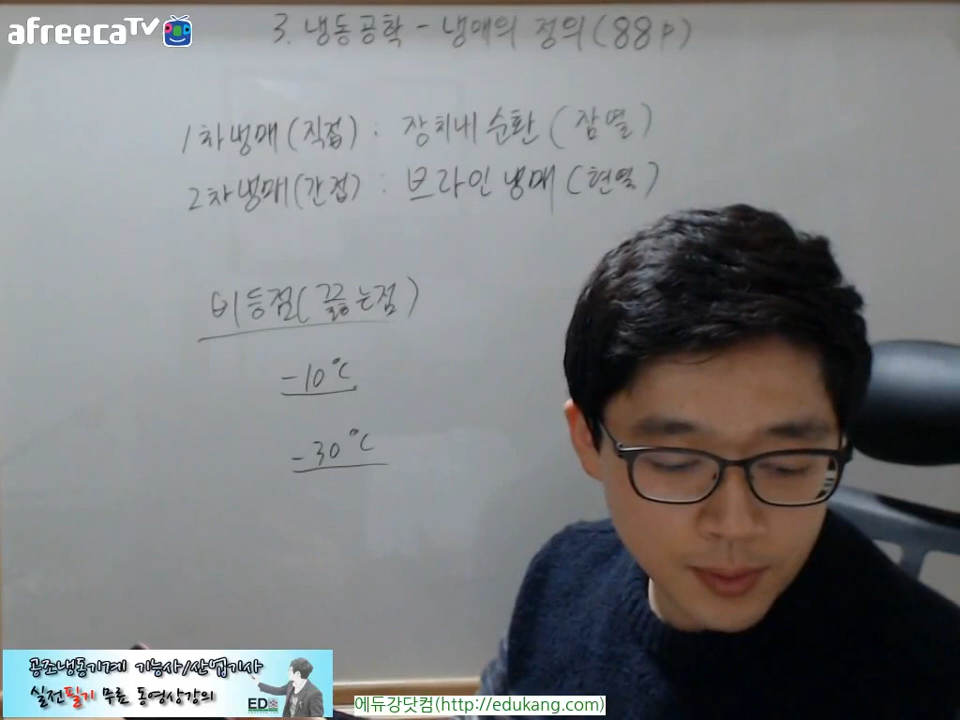 afreecaTV
3. 냉동공학 - 냉매의 정의(88p)
1차냉매(직접) : 장치내 순환(잠열)
2차냉매(간접) : 브라인 냉매(현열)
비등점(끓는점)
-10℃
-30℃
공조냉동기계 기능사/산업기사
실전필기 무료 동영상강의
EDU
에듀강닷컴(http://edukang.com)